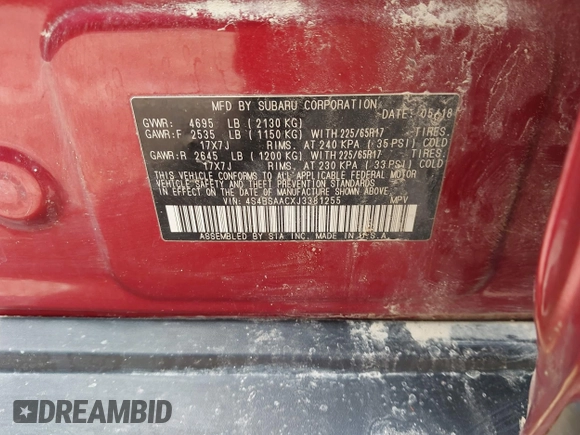 MFD BY SUBARU CORPORATION DATE: 05/18
GVWR: 4695 LB ( 2130 KG)
GAWR:F 2535 LB ( 1150 KG) WITH 225/65R17 TIRES.
17X7J RIMS. AT 240 KPA ( 35 PSI) COLD
GAWR:R 2645 LB ( 1200 KG) WITH 225/65R17 TIRES.
17X7J RIMS. AT 230 KPA ( 33 PSI) COLD
THIS VEHICLE CONFORMS TO ALL APPLICABLE FEDERAL MOTOR
VEHICLE SAFETY AND THEFT PREVENTION STANDARDS
IN EFFECT ON THE DATE OF MANUFACTURE SHOWN ABOVE.
VIN: 4S4BSAACXJ3381255 MPV
ASSEMBLED BY SIA INC. MADE IN U.S.A
DREAMBID